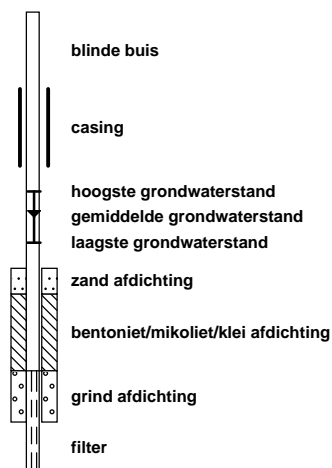 blinde buis
casing
hoogste grondwaterstand
gemiddelde grondwaterstand
laagste grondwaterstand
zand afdichting
bentoniet/mikoliet/klei afdichting
grind afdichting
filter